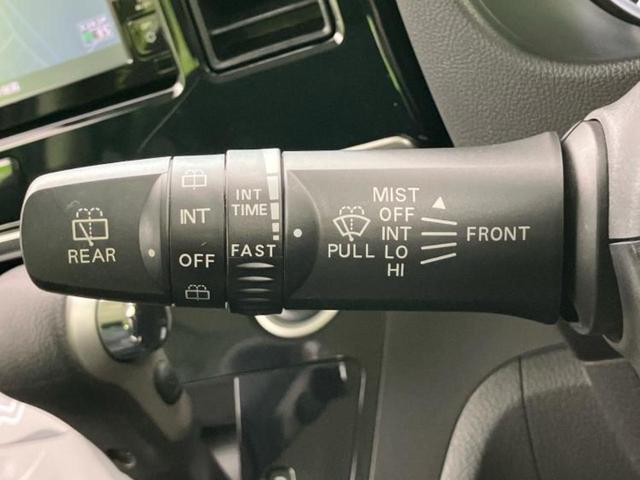 REAR
INT
OFF
INT
TIME
FAST
PULL
MIST
OFF
INT
LO
HI
FRONT